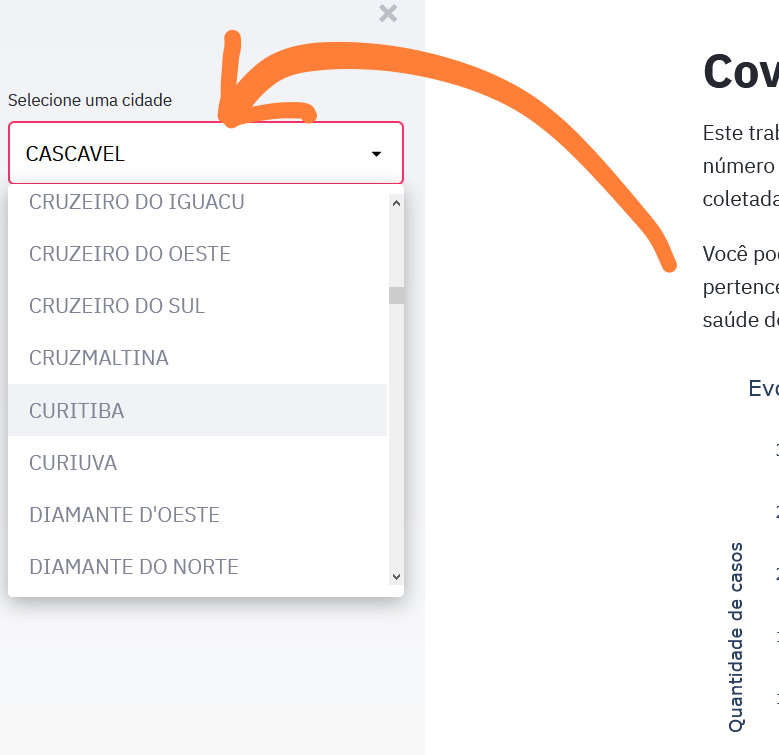 Selecione uma cidade
CASCAVEL
CRUZEIRO DO IGUACU
CRUZEIRO DO OESTE
CRUZEIRO DO SUL
CRUZMALTINA
CURITIBA
CURIUVA
DIAMANTE D'OESTE
DIAMANTE DO NORTE
Cov
Este tra
número
coletada
Você po
pertence
saúde d
Evo
Quantidade de casos